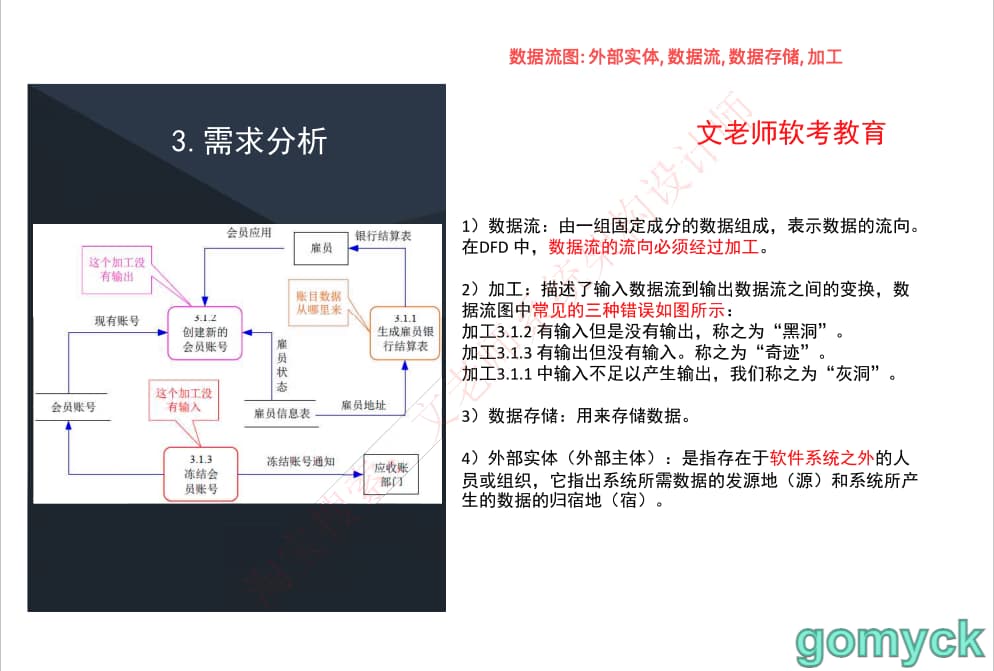 数据流图: 外部实体, 数据流, 数据存储, 加工
3.需求分析
文老师软考教育
会员应用
雇员
银行结算表
这个加工没
有输出
账目数据
从哪里来
现有账号
3.1.2
创建新的
会员账号
雇员状态
3.1.1
生成雇员银
行结算表
这个加工没
有输入
会员账号
雇员信息表
雇员地址
3.1.3
冻结会
员账号
冻结账号通知
应收账
部门
1）数据流：由一组固定成分的数据组成，表示数据的流向。
在DFD 中，数据流的流向必须经过加工。
2）加工：描述了输入数据流到输出数据流之间的变换，数
据流图中常见的三种错误如图所示：
加工3.1.2 有输入但是没有输出，称之为“黑洞”。
加工3.1.3 有输出但没有输入。称之为“奇迹”。
加工3.1.1 中输入不足以产生输出，我们称之为“灰洞”。
3）数据存储：用来存储数据。
4）外部实体（外部主体）：是指存在于软件系统之外的人
员或组织，它指出系统所需数据的发源地（源）和系统所产
生的数据的归宿地（宿）。
gomyck